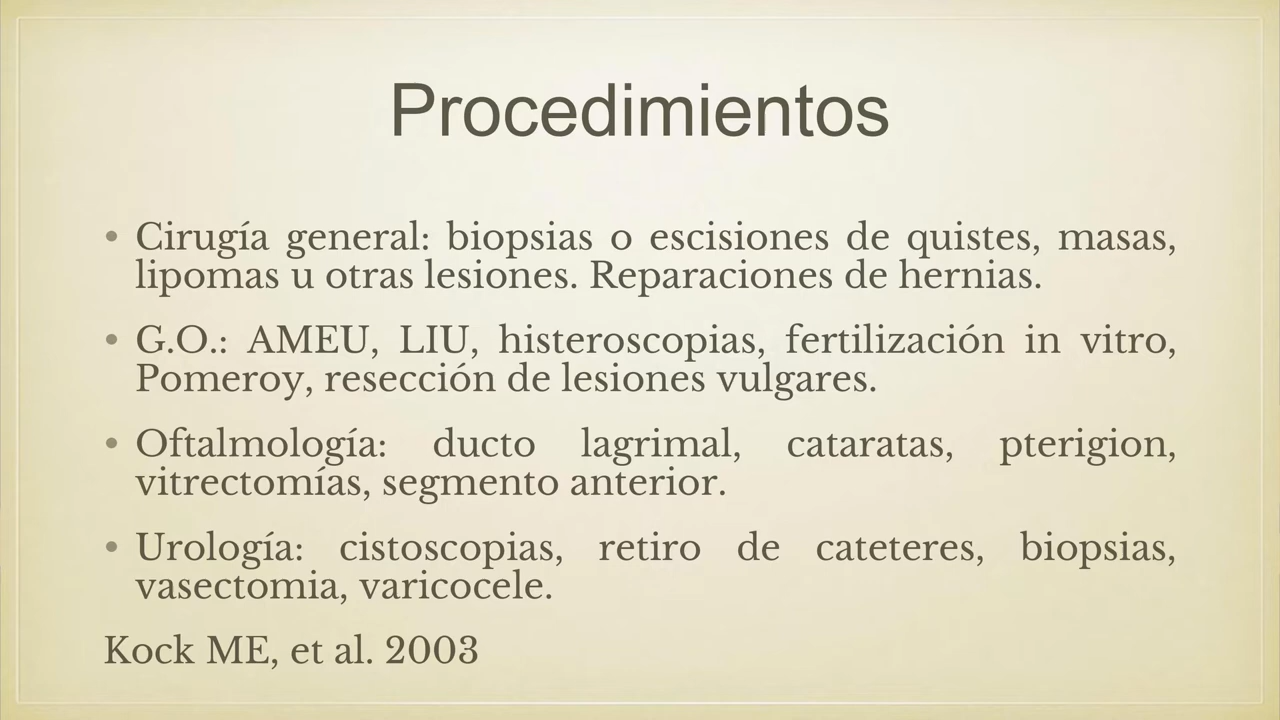 Procedimientos
• Cirugía general: biopsias o escisiones de quistes, masas,
lipomas u otras lesiones. Reparaciones de hernias.
• G.O.: AMEU, LIU, histeroscopias, fertilización in vitro,
Pomeroy, resección de lesiones vulgares.
• Oftalmología: ducto lagrimal, cataratas, pterigion,
vitrectomías, segmento anterior.
• Urología: cistoscopias, retiro de cateteres, biopsias,
vasectomia, varicocele.
Kock ME, et al. 2003